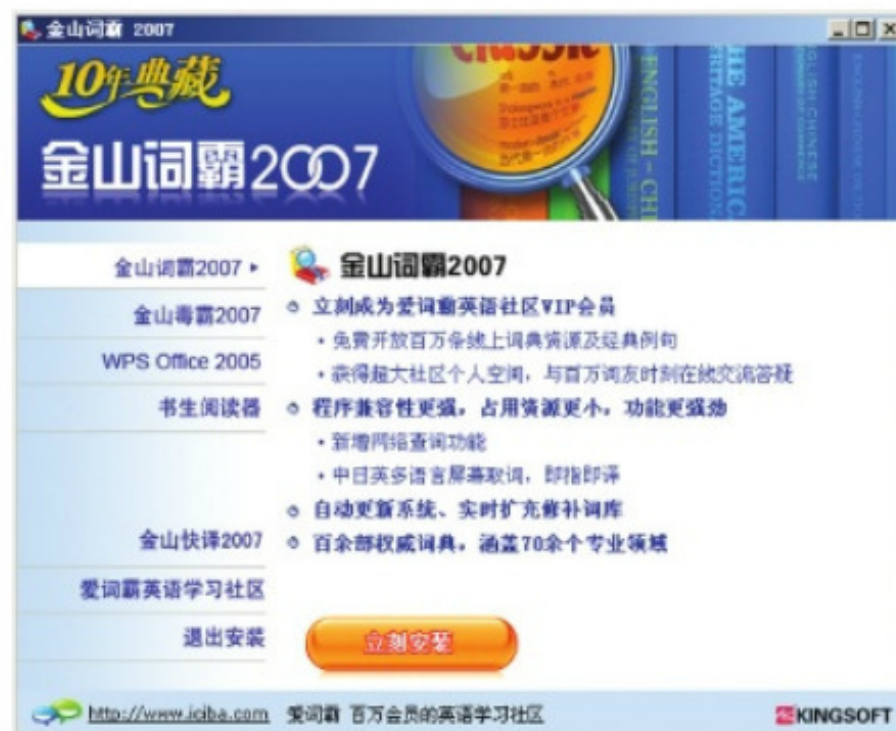 金山词霸 2007
10年典藏
金山词霸2007
Classic
ENGLISH - CHI
THE AMERIC
HERITAGE DICTION
ENGLISH-CHINESE
金山词霸2007
金山毒霸2007
WPS Office 2005
书生阅读器
金山快译2007
爱词霸英语学习社区
退出安装
金山词霸2007
立刻成为爱词霸英语社区VIP会员
• 免费开放百万条线上词典资源及经典例句
• 获得超大社区个人空间，与百万词友时刻在线交流答疑
程序兼容性更强，占用资源更小，功能更强劲
• 新增网络查词功能
• 中日英多语言屏幕取词，即指即译
自动更新系统、实时扩充修补词库
百余部权威词典，涵盖70余个专业领域
立刻安装
http://www.iciba.com 爱词霸 百万会员的英语学习社区
KINGSOFT